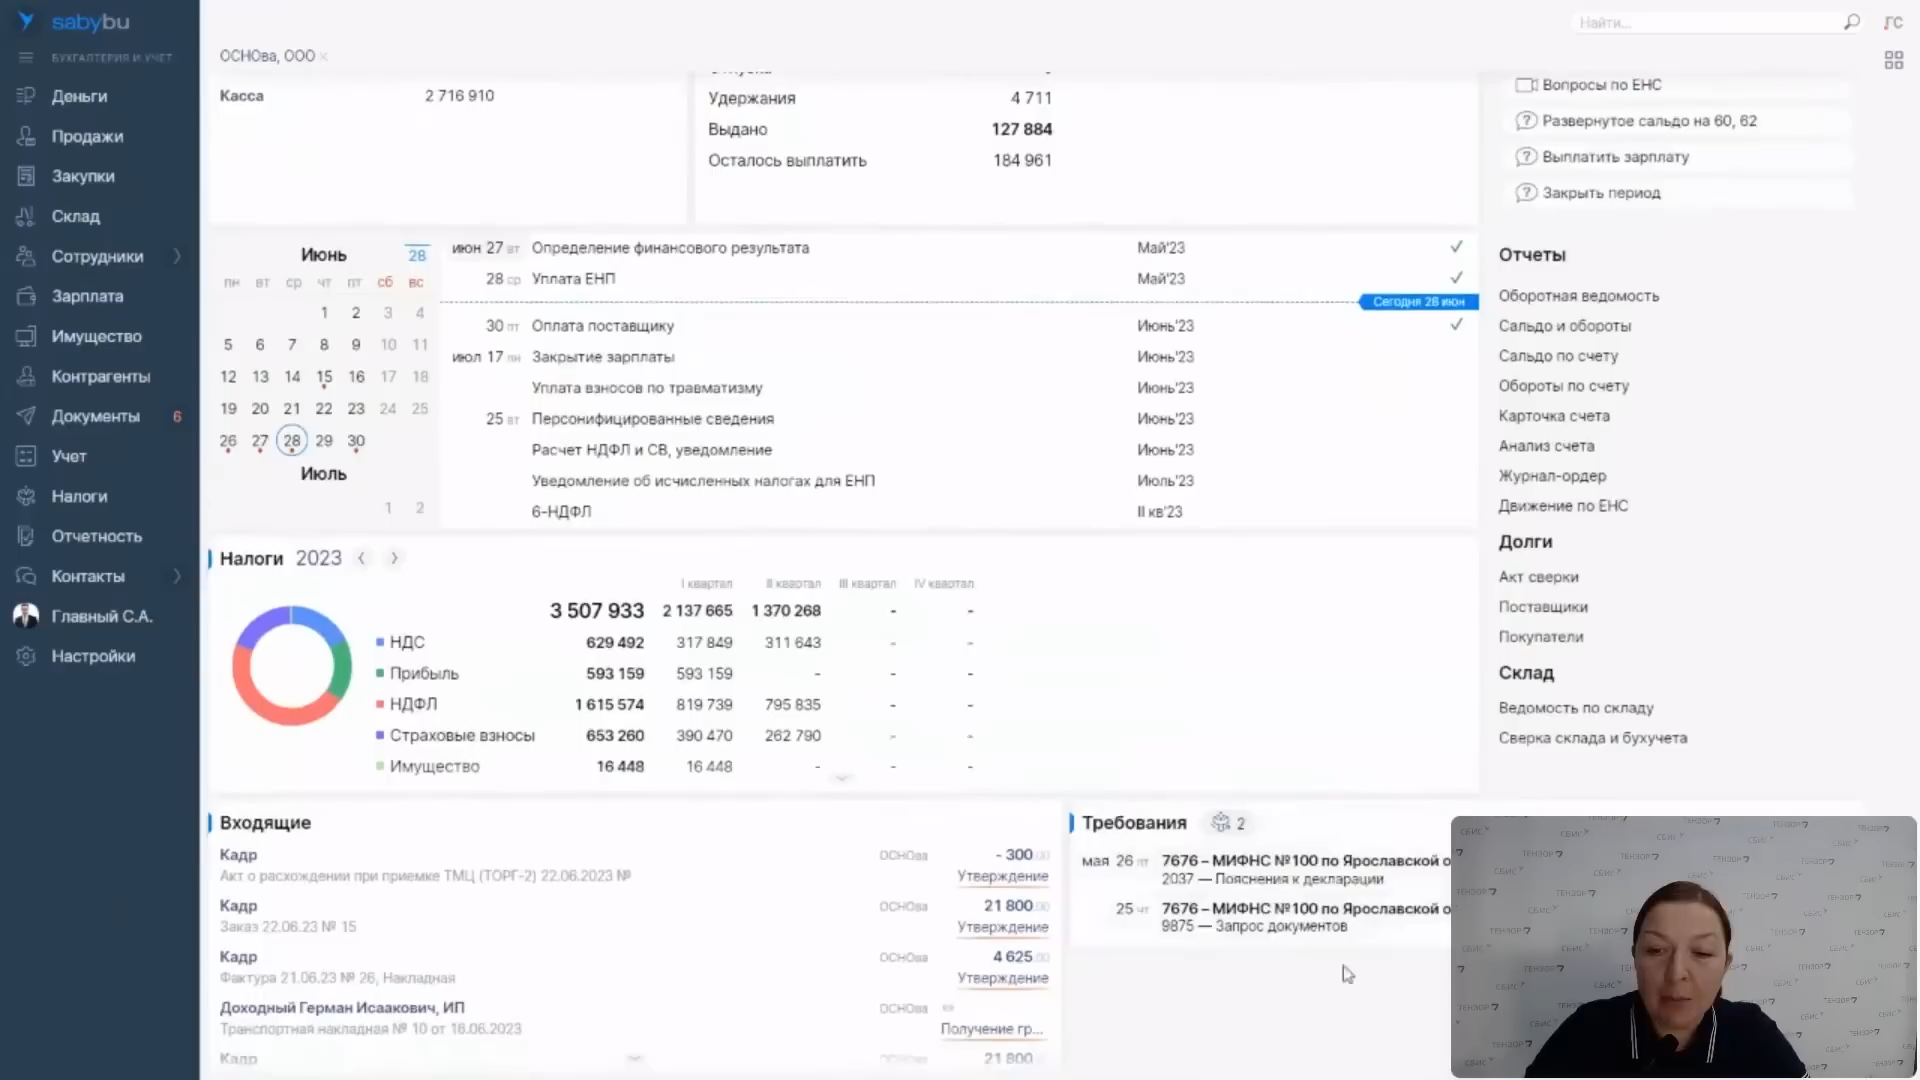 sabybu
БУХГАЛТЕРИЯ И УЧЕТ
Деньги
Продажи
Закупки
Склад
Сотрудники
Зарплата
Имущество
Контрагенты
Документы 6
Учет
Налоги
Отчетность
Контакты
Главный С.А.
Настройки
Найти...
ГС
ОСНОва, ООО
Касса 2 716 910
Удержания 4 711
Выдано 127 884
Осталось выплатить 184 961
Вопросы по ЕНС
Развернутое сальдо на 60, 62
Выплатить зарплату
Закрыть период
Июнь 28
пн вт ср чт пт сб вс
1 2 3 4
5 6 7 8 9 10 11
12 13 14 15 16 17 18
19 20 21 22 23 24 25
26 27 28 29 30
Июль
1 2
июн 27 вт Определение финансового результата Май'23
28 ср Уплата ЕНП Май'23
Сегодня 28 июн
30 пт Оплата поставщику Июнь'23
июл 17 пн Закрытие зарплаты Июнь'23
Уплата взносов по травматизму Июнь'23
25 вт Персонифицированные сведения Июнь'23
Расчет НДФЛ и СВ, уведомление Июнь'23
Уведомление об исчисленных налогах для ЕНП Июль'23
6-НДФЛ II кв'23
Отчеты
Оборотная ведомость
Сальдо и обороты
Сальдо по счету
Обороты по счету
Карточка счета
Анализ счета
Журнал-ордер
Движение по ЕНС
Долги
Акт сверки
Поставщики
Покупатели
Склад
Ведомость по складу
Сверка склада и бухучета
Налоги 2023
I квартал II квартал III квартал IV квартал
3 507 933 2 137 665 1 370 268 - -
НДС 629 492 317 849 311 643 - -
Прибыль 593 159 593 159 - - -
НДФЛ 1 615 574 819 739 795 835 - -
Страховые взносы 653 260 390 470 262 790 - -
Имущество 16 448 16 448 - - -
Входящие
Кадр ОСНОва - 300.00
Акт о расхождении при приемке ТМЦ (ТОРГ-2) 22.06.2023 № Утверждение
Кадр ОСНОва 21 800.00
Заказ 22.06.23 № 15 Утверждение
Кадр ОСНОва 4 625.00
Фактура 21.06.23 № 26, Накладная Утверждение
Доходный Герман Исаакович, ИП ОСНОва
Транспортная накладная № 10 от 16.06.2023 Получение гр...
Кадр ОСНОва 21 800
Требования 2
мая 26 пт 7676 – МИФНС №100 по Ярославской о
2037 — Пояснения к декларации
25 чт 7676 – МИФНС №100 по Ярославской о
9875 — Запрос документов
СБИС
ТЕНЗОР